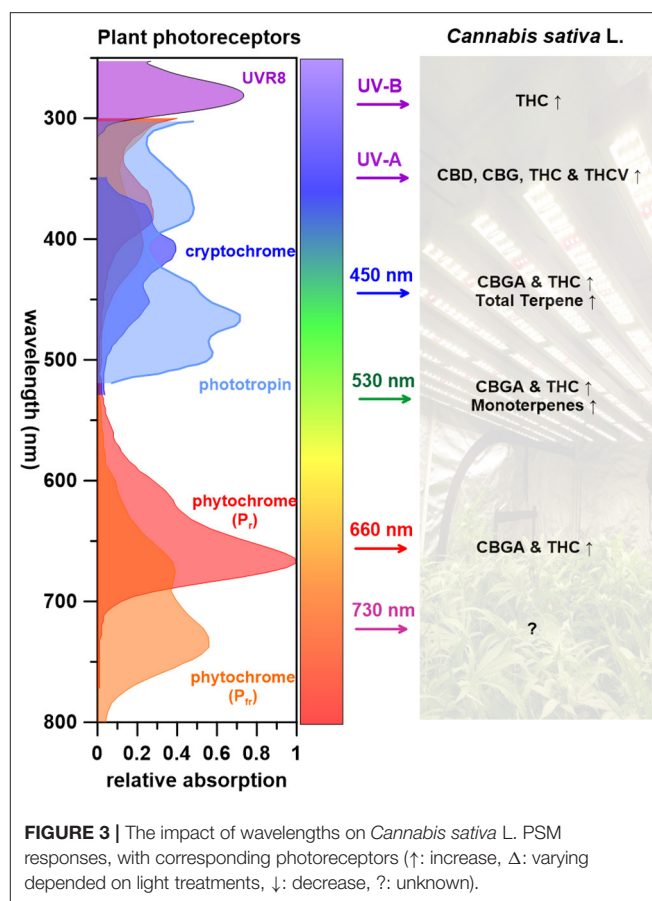 Plant photoreceptors
Cannabis sativa L.
UVR8
300
400
500
600
700
800
wavelength (nm)
cryptochrome
phototropin
phytochrome
(Pr)
phytochrome
(Pfr)
0 0.2 0.4 0.6 0.8 1
relative absorption
UV-B
THC ↑
UV-A
CBD, CBG, THC & THCV ↑
450 nm
CBGA & THC ↑
Total Terpene ↑
530 nm
CBGA & THC ↑
Monoterpenes ↑
660 nm
CBGA & THC ↑
730 nm
?
FIGURE 3 | The impact of wavelengths on Cannabis sativa L. PSM
responses, with corresponding photoreceptors (↑: increase, Δ: varying
depended on light treatments, ↓: decrease, ?: unknown).